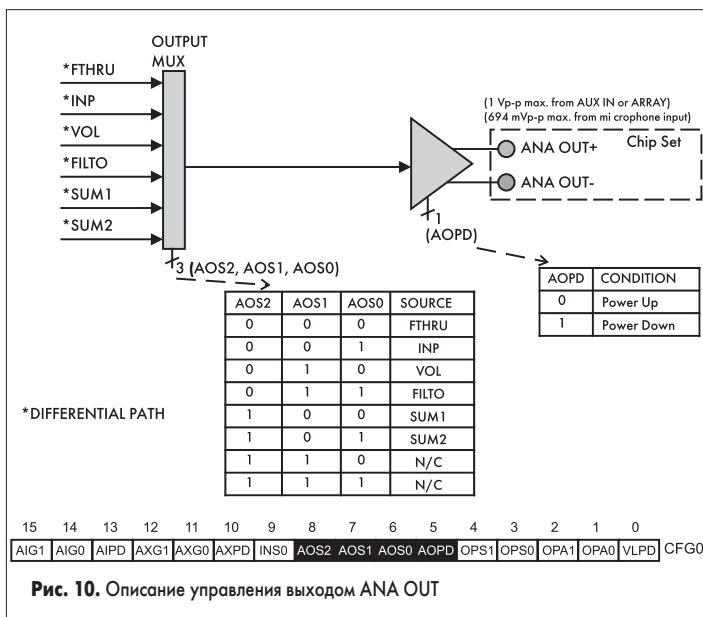 OUTPUT
MUX
*FTHRU
*INP
*VOL
*FILTO
*SUM1
*SUM2
(1 Vp-p max. from AUX IN or ARRAY)
(694 mVp-p max. from mi crophone input)
ANA OUT+ Chip Set
ANA OUT-
1
(AOPD)
3 (AOS2, AOS1, AOS0)
AOPD CONDITION
0 Power Up
1 Power Down
AOS2 AOS1 AOS0 SOURCE
0 0 0 FTHRU
0 0 1 INP
0 1 0 VOL
0 1 1 FILTO
1 0 0 SUM1
1 0 1 SUM2
1 1 0 N/C
1 1 1 N/C
*DIFFERENTIAL PATH
15 14 13 12 11 10 9 8 7 6 5 4 3 2 1 0
AIG1 AIG0 AIPD AXG1 AXG0 AXPD INS0 AOS2 AOS1 AOS0 AOPD OPS1 OPS0 OPA1 OPA0 VLPD CFG0
Рис. 10. Описание управления выходом ANA OUT